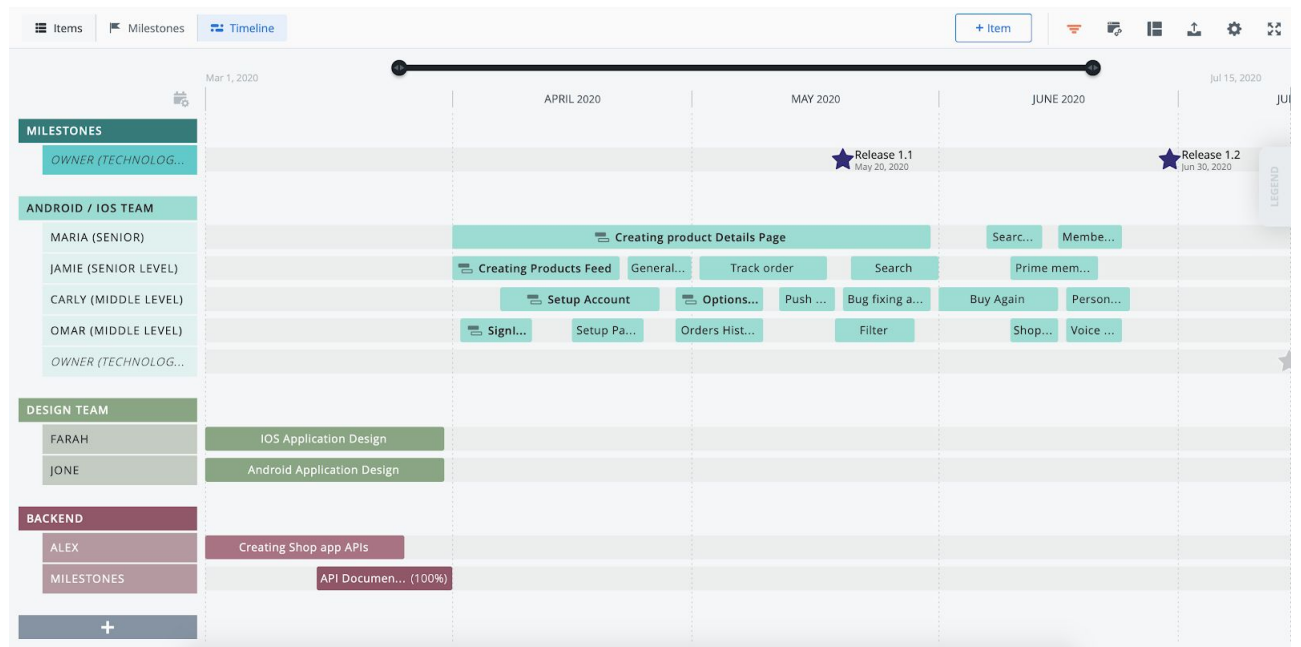 Items
Milestones
Timeline
+ Item
Mar 1, 2020
Jul 15, 2020
APRIL 2020
MAY 2020
JUNE 2020
JUI
MILESTONES
OWNER (TECHNOLOG...
Release 1.1
May 20, 2020
Release 1.2
Jun 30, 2020
LEGEND
ANDROID / IOS TEAM
MARIA (SENIOR)
Creating product Details Page
Searc...
Membe...
JAMIE (SENIOR LEVEL)
Creating Products Feed
General...
Track order
Search
Prime mem...
CARLY (MIDDLE LEVEL)
Setup Account
Options...
Push ...
Bug fixing a...
Buy Again
Person...
OMAR (MIDDLE LEVEL)
SignI...
Setup Pa...
Orders Hist...
Filter
Shop...
Voice ...
OWNER (TECHNOLOG...
DESIGN TEAM
FARAH
IOS Application Design
JONE
Android Application Design
BACKEND
ALEX
Creating Shop app APIs
MILESTONES
API Documen... (100%)
+